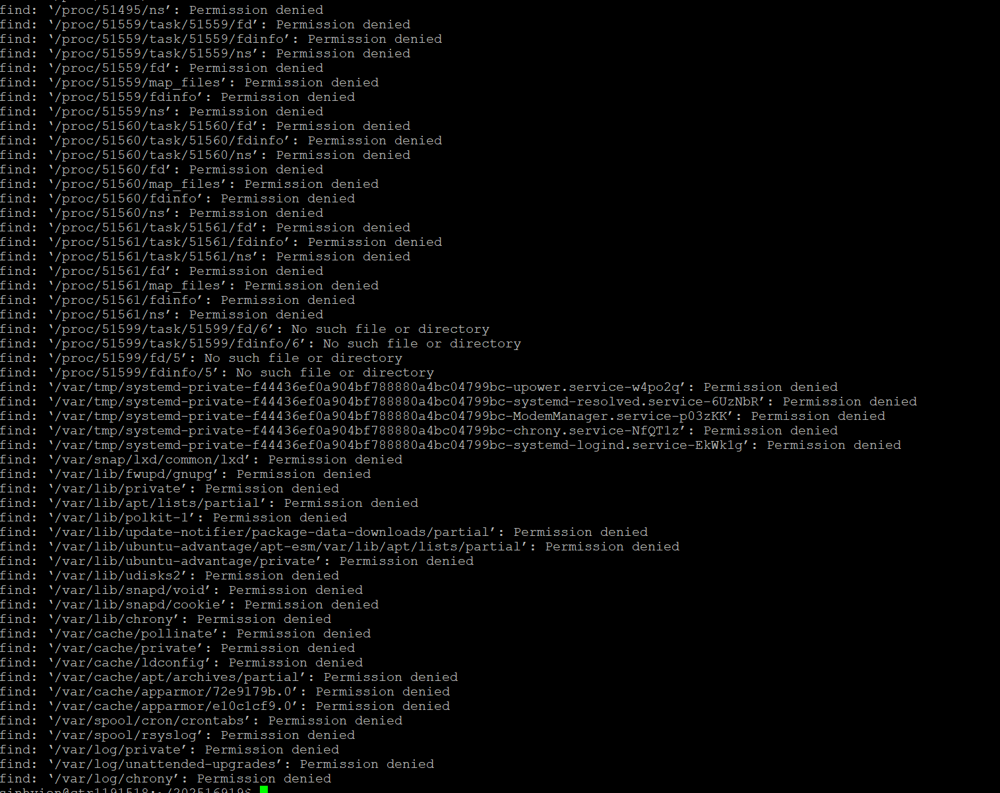 find: ‘/proc/51495/ns’: Permission denied
find: ‘/proc/51559/task/51559/fd’: Permission denied
find: ‘/proc/51559/task/51559/fdinfo’: Permission denied
find: ‘/proc/51559/task/51559/ns’: Permission denied
find: ‘/proc/51559/fd’: Permission denied
find: ‘/proc/51559/map_files’: Permission denied
find: ‘/proc/51559/fdinfo’: Permission denied
find: ‘/proc/51559/ns’: Permission denied
find: ‘/proc/51560/task/51560/fd’: Permission denied
find: ‘/proc/51560/task/51560/fdinfo’: Permission denied
find: ‘/proc/51560/task/51560/ns’: Permission denied
find: ‘/proc/51560/fd’: Permission denied
find: ‘/proc/51560/map_files’: Permission denied
find: ‘/proc/51560/fdinfo’: Permission denied
find: ‘/proc/51560/ns’: Permission denied
find: ‘/proc/51561/task/51561/fd’: Permission denied
find: ‘/proc/51561/task/51561/fdinfo’: Permission denied
find: ‘/proc/51561/task/51561/ns’: Permission denied
find: ‘/proc/51561/fd’: Permission denied
find: ‘/proc/51561/map_files’: Permission denied
find: ‘/proc/51561/fdinfo’: Permission denied
find: ‘/proc/51561/ns’: Permission denied
find: ‘/proc/51599/task/51599/fd/6’: No such file or directory
find: ‘/proc/51599/task/51599/fdinfo/6’: No such file or directory
find: ‘/proc/51599/fd/5’: No such file or directory
find: ‘/proc/51599/fdinfo/5’: No such file or directory
find: ‘/var/tmp/systemd-private-f44436ef0a904bf788880a4bc04799bc-upower.service-w4po2q’: Permission denied
find: ‘/var/tmp/systemd-private-f44436ef0a904bf788880a4bc04799bc-systemd-resolved.service-6UzNbR’: Permission denied
find: ‘/var/tmp/systemd-private-f44436ef0a904bf788880a4bc04799bc-ModemManager.service-p03zKK’: Permission denied
find: ‘/var/tmp/systemd-private-f44436ef0a904bf788880a4bc04799bc-chrony.service-NfQT1z’: Permission denied
find: ‘/var/tmp/systemd-private-f44436ef0a904bf788880a4bc04799bc-systemd-logind.service-EkWk1g’: Permission denied
find: ‘/var/snap/lxd/common/lxd’: Permission denied
find: ‘/var/lib/fwupd/gnupg’: Permission denied
find: ‘/var/lib/private’: Permission denied
find: ‘/var/lib/apt/lists/partial’: Permission denied
find: ‘/var/lib/polkit-1’: Permission denied
find: ‘/var/lib/update-notifier/package-data-downloads/partial’: Permission denied
find: ‘/var/lib/ubuntu-advantage/apt-esm/var/lib/apt/lists/partial’: Permission denied
find: ‘/var/lib/ubuntu-advantage/private’: Permission denied
find: ‘/var/lib/udisks2’: Permission denied
find: ‘/var/lib/snapd/void’: Permission denied
find: ‘/var/lib/snapd/cookie’: Permission denied
find: ‘/var/lib/chrony’: Permission denied
find: ‘/var/cache/pollinate’: Permission denied
find: ‘/var/cache/private’: Permission denied
find: ‘/var/cache/ldconfig’: Permission denied
find: ‘/var/cache/apt/archives/partial’: Permission denied
find: ‘/var/cache/apparmor/72e9179b.0’: Permission denied
find: ‘/var/cache/apparmor/e10c1cf9.0’: Permission denied
find: ‘/var/spool/cron/crontabs’: Permission denied
find: ‘/var/spool/rsyslog’: Permission denied
find: ‘/var/log/private’: Permission denied
find: ‘/var/log/unattended-upgrades’: Permission denied
find: ‘/var/log/chrony’: Permission denied